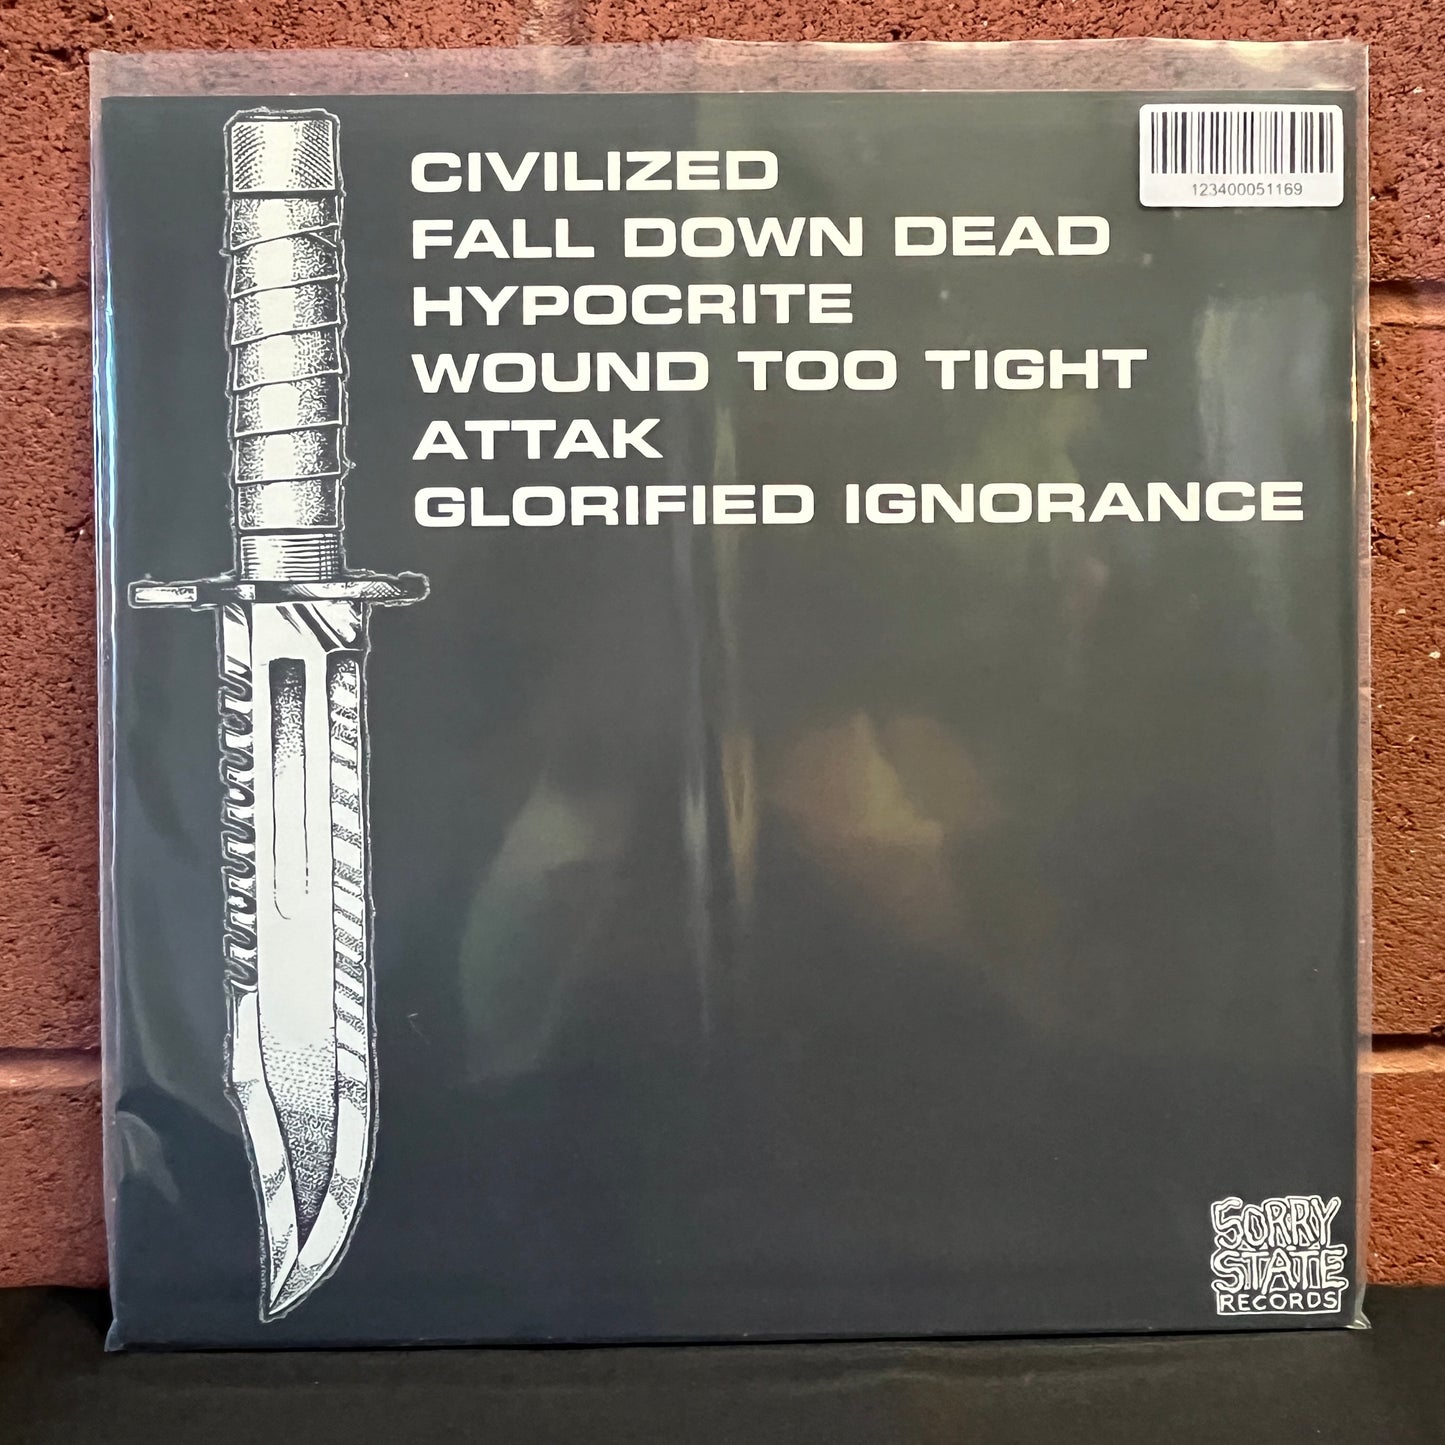 CIVILIZED
FALL DOWN DEAD
HYPOCRITE
WOUND TOO TIGHT
ATTAK
GLORIFIED IGNORANCE
123400051169
SORRY
STATE
RECORDS